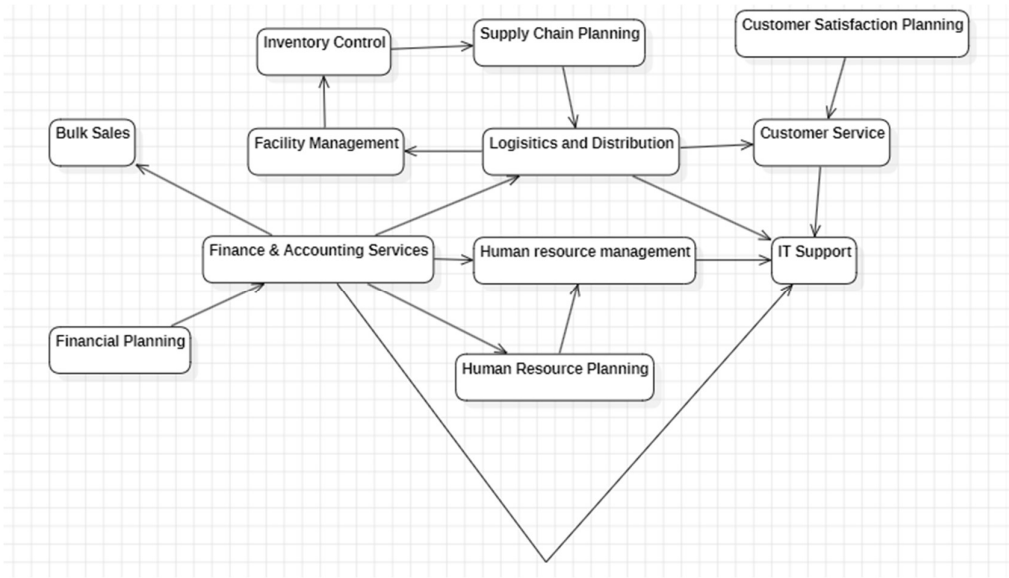 Customer Satisfaction Planning
Supply Chain Planning
Inventory Control
Bulk Sales
Facility Management
Logisitics and Distribution
Customer Service
Finance & Accounting Services
Human resource management
IT Support
Financial Planning
Human Resource Planning